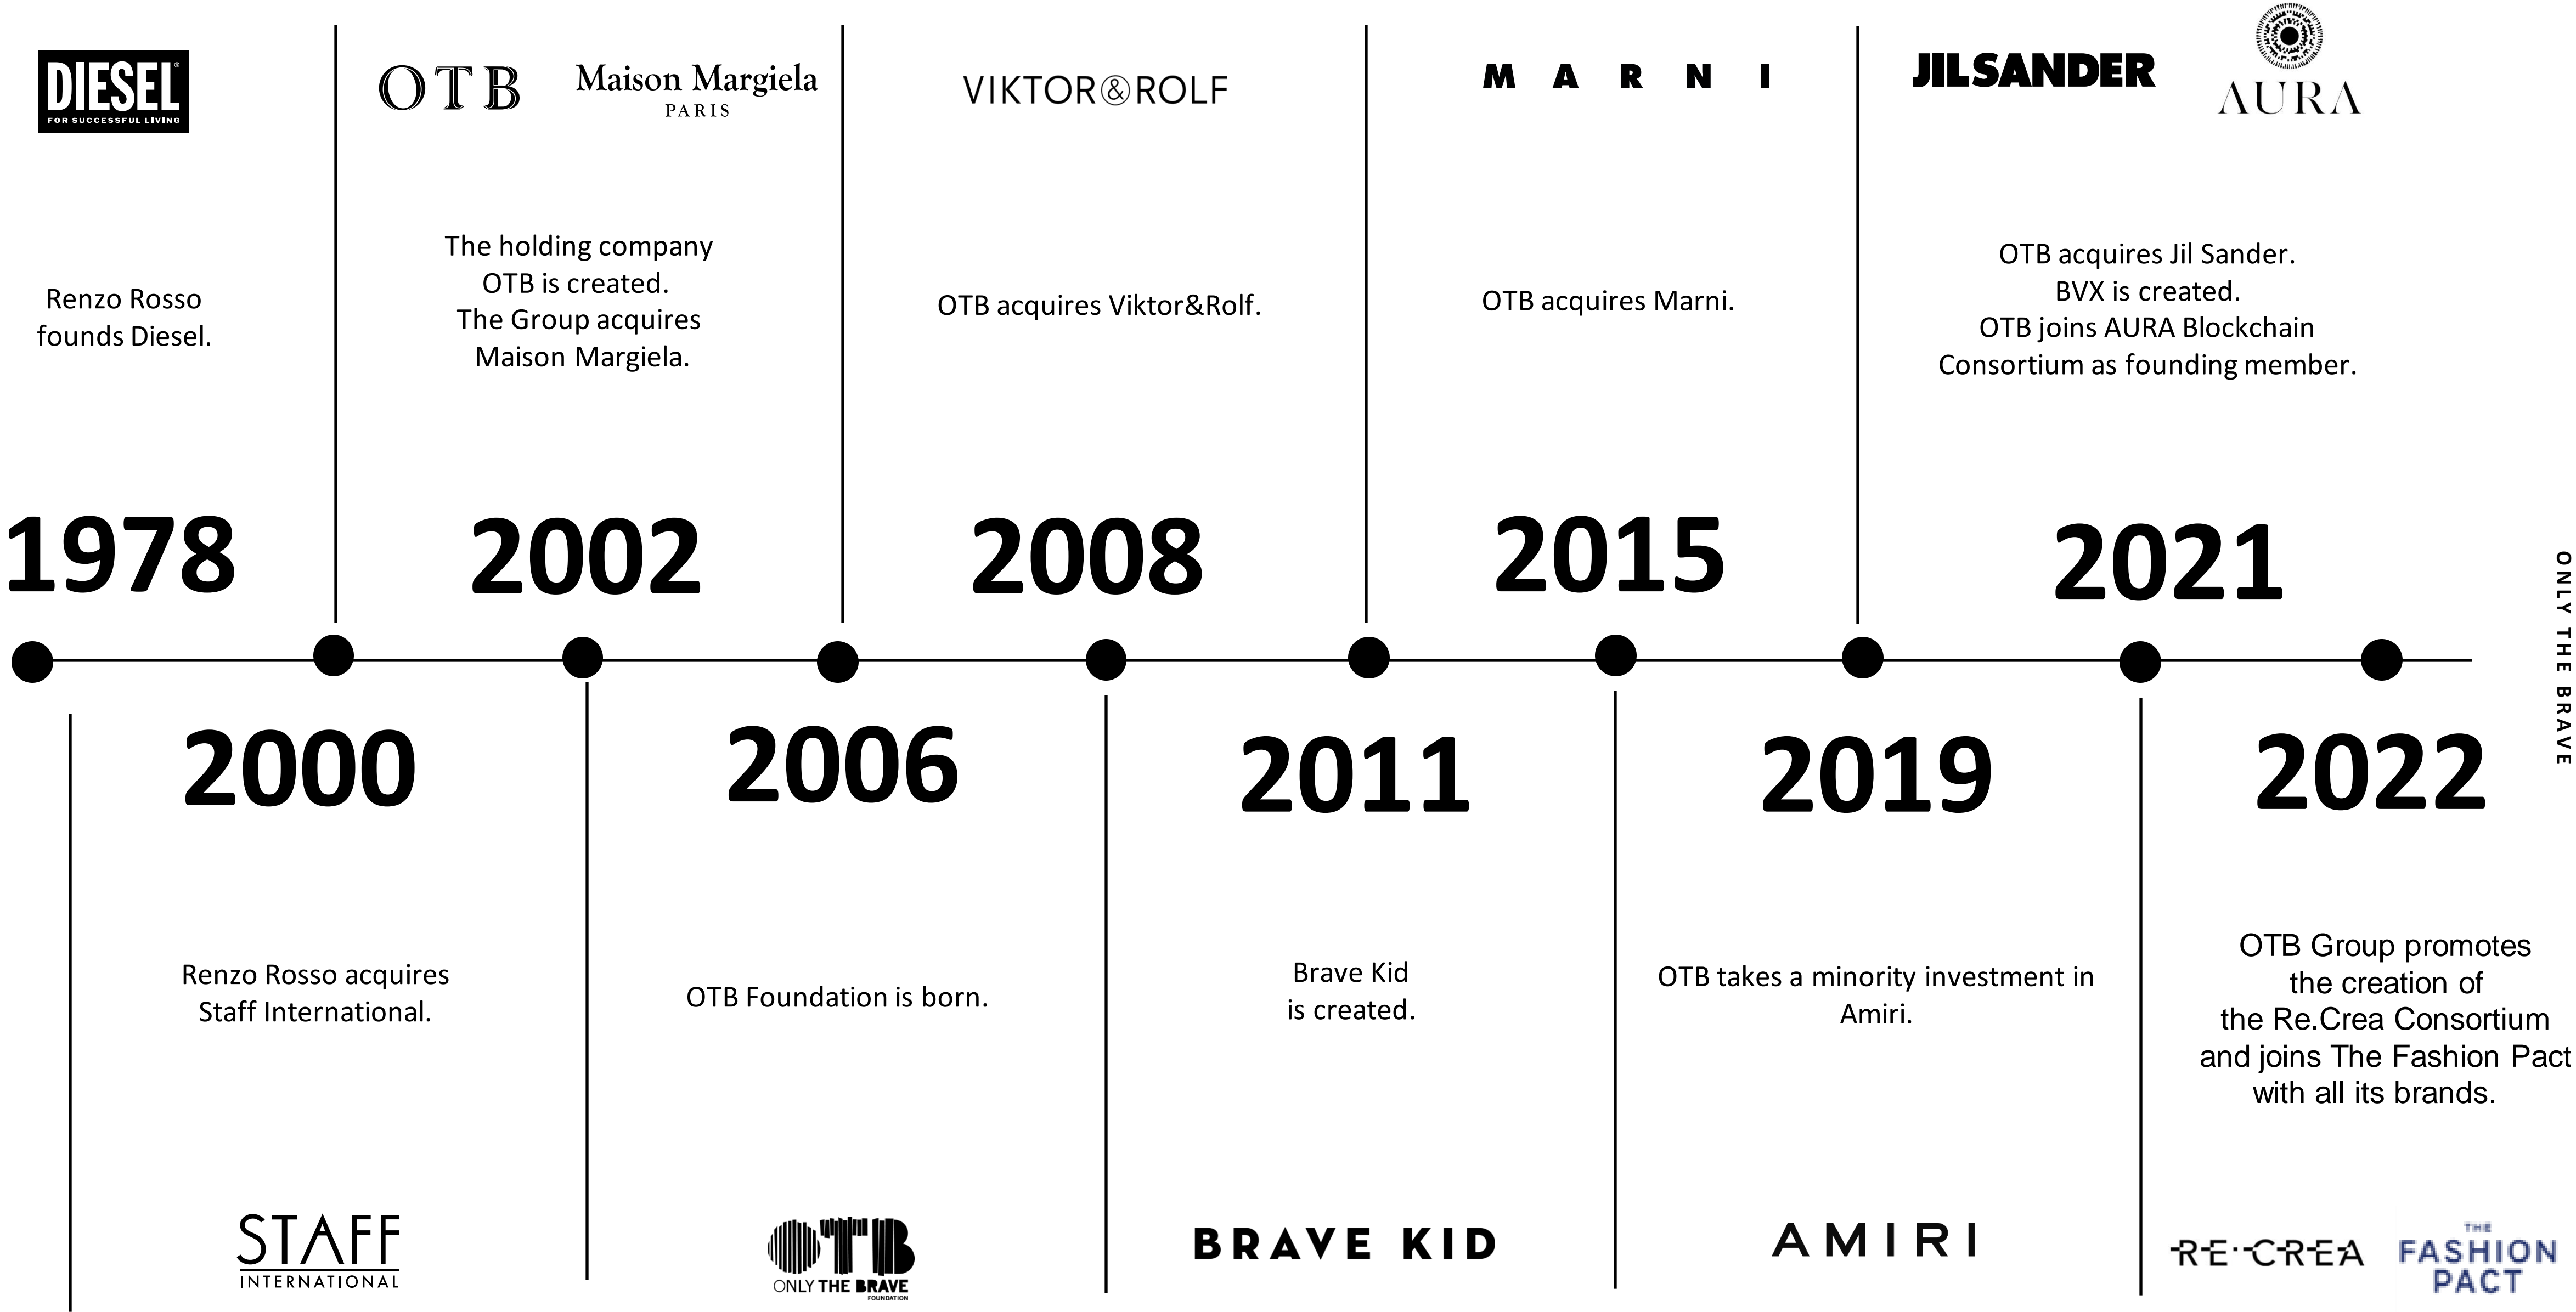 DIESEL®
FOR SUCCESSFUL LIVING
Renzo Rosso
founds Diesel.
1978
OTB
Maison Margiela
PARIS
The holding company
OTB is created.
The Group acquires
Maison Margiela.
2002
VIKTOR&ROLF
OTB acquires Viktor&Rolf.
2008
MARNI
OTB acquires Marni.
2015
JIL SANDER
AURA
OTB acquires Jil Sander.
BVX is created.
OTB joins AURA Blockchain
Consortium as founding member.
2021
ONLY THE BRAVE
2000
Renzo Rosso acquires
Staff International.
STAFF
INTERNATIONAL
2006
OTB Foundation is born.
OTB
ONLY THE BRAVE
FOUNDATION
2011
Brave Kid
is created.
BRAVE KID
2019
OTB takes a minority investment in
Amiri.
AMIRI
2022
OTB Group promotes
the creation of
the Re.Crea Consortium
and joins The Fashion Pact
with all its brands.
RE·CREA
THE
FASHION
PACT